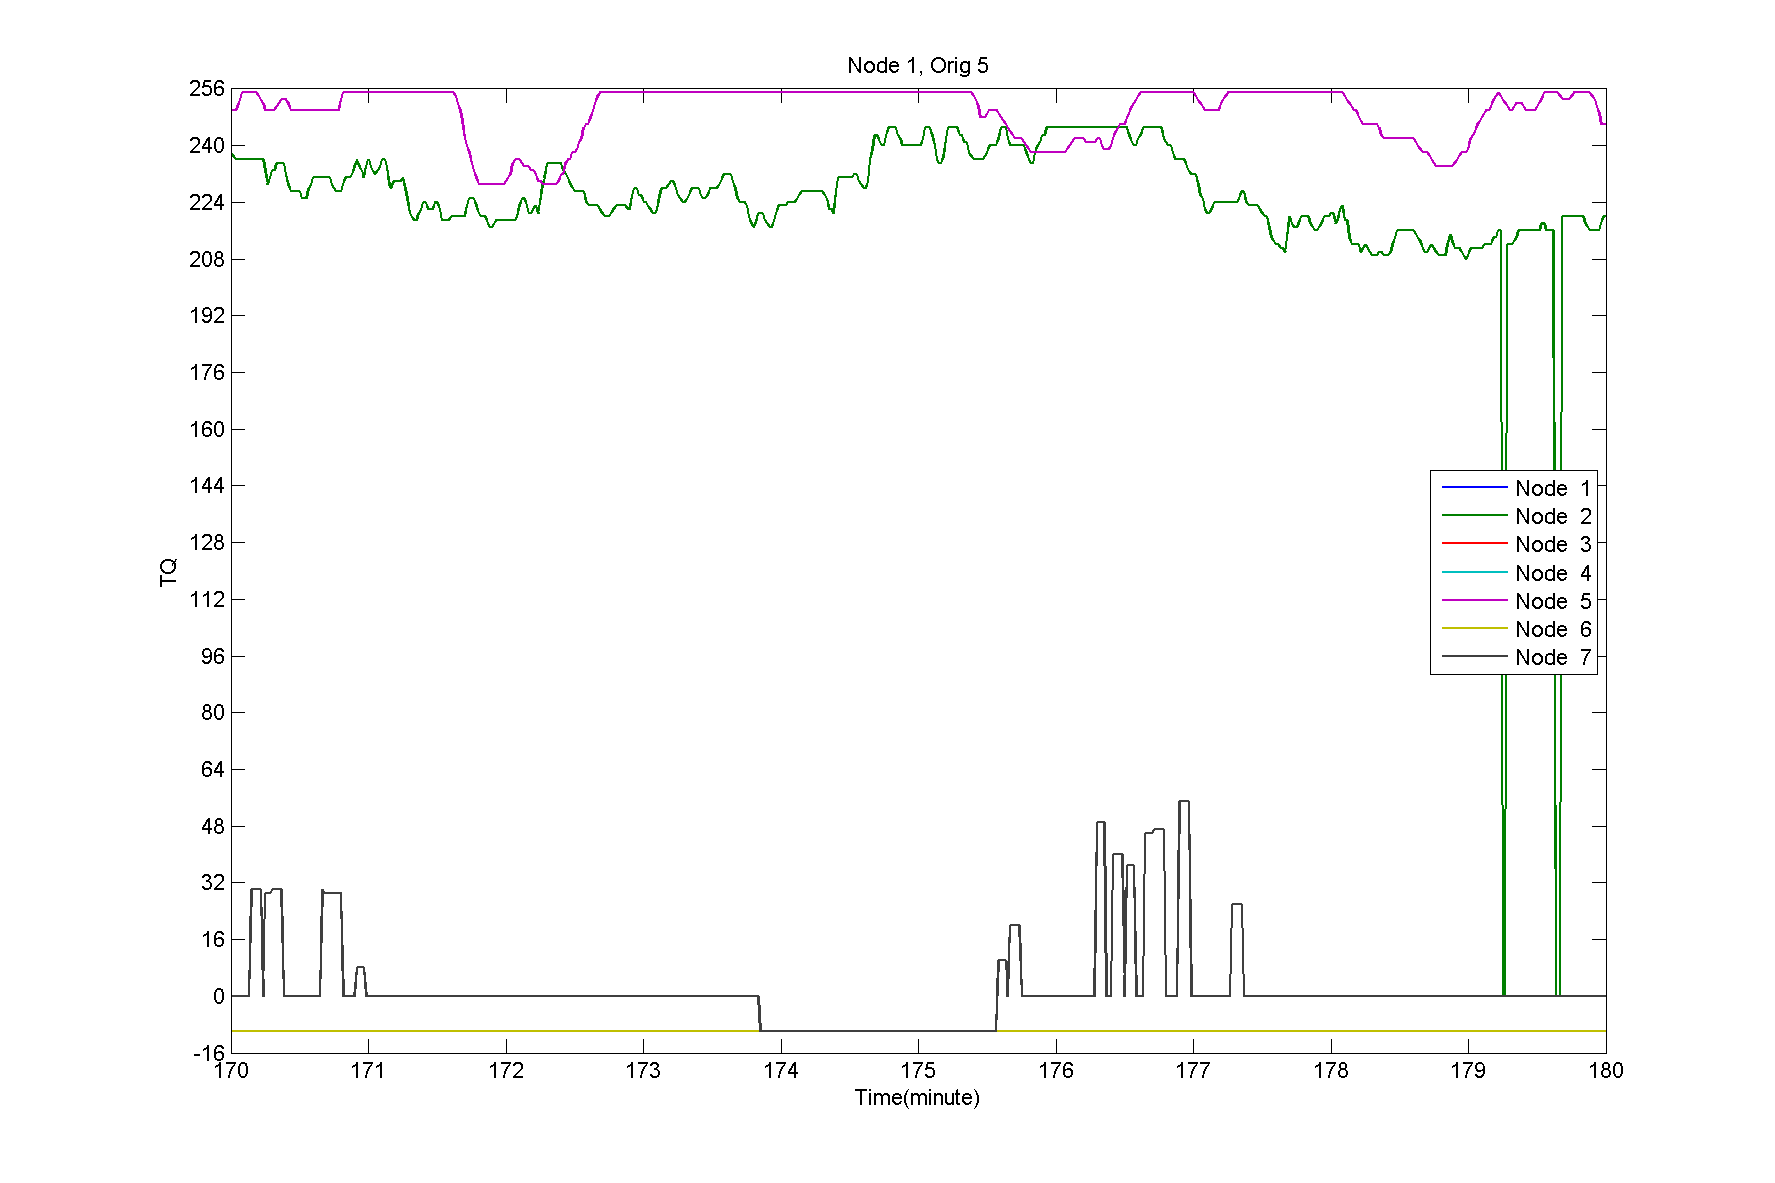 Node 1, Orig 5
256
240
224
208
192
176
160
144
128
112
96
80
64
48
32
16
0
-16
TQ
Node 1
Node 2
Node 3
Node 4
Node 5
Node 6
Node 7
170 171 172 173 174 175 176 177 178 179 180
Time(minute)